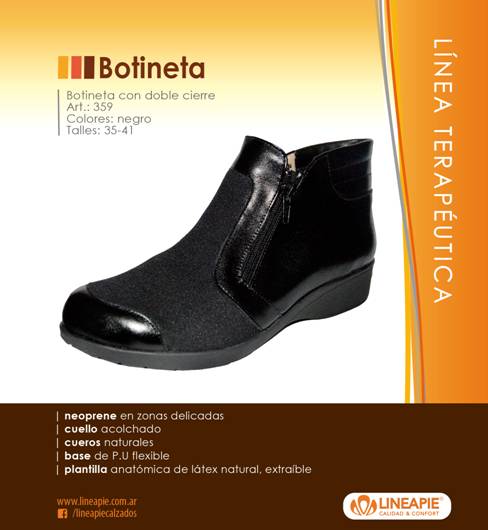 Botineta
Botineta con doble cierre
Art.: 359
Colores: negro
Talles: 35-41
LÍNEA TERAPÉUTICA
| neoprene en zonas delicadas
| cuello acolchado
| cueros naturales
| base de P.U flexible
| plantilla anatómica de látex natural, extraíble
www.lineapie.com.ar
f /lineapiecalzados
LINEAPIE®
CALIDAD & CONFORT